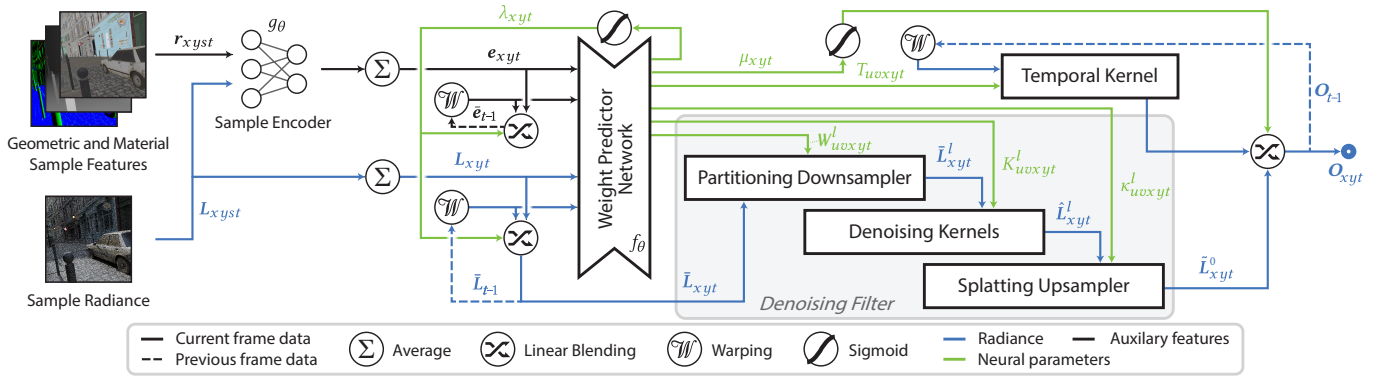 Geometric and Material
Sample Features
r_xyst
g_θ
Sample Encoder
L_xyst
Sample Radiance
Σ
Σ
λ_xyt
e_xyt
W
ē_t-1
L_xyt
W
L̄_t-1
Weight Predictor
Network
f_θ
μ_xyt
W
T_uvxyt
Temporal Kernel
O_t-1
O_xyt
W^l_uvxyt
K^l_uvxyt
κ^l_uvxyt
Partitioning Downsampler
L̄^l_xyt
Denoising Kernels
L̂^l_xyt
Splatting Upsampler
L̃^0_xyt
L̄_xyt
Denoising Filter
Current frame data
Previous frame data
Σ Average
Linear Blending
W Warping
Sigmoid
Radiance
Auxilary features
Neural parameters